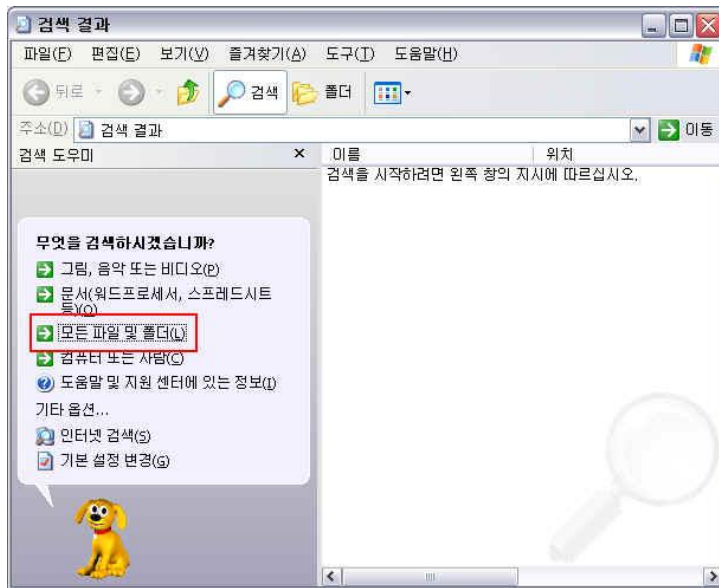 검색 결과
파일(F) 편집(E) 보기(V) 즐겨찾기(A) 도구(T) 도움말(H)
뒤로 검색 폴더
주소(D) 검색 결과 이동
검색 도우미
이름 위치
검색을 시작하려면 왼쪽 창의 지시에 따르십시오.
무엇을 검색하시겠습니까?
그림, 음악 또는 비디오(P)
문서(워드프로세서, 스프레드시트
등)(O)
모든 파일 및 폴더(L)
컴퓨터 또는 사람(C)
도움말 및 지원 센터에 있는 정보(I)
기타 옵션...
인터넷 검색(S)
기본 설정 변경(G)